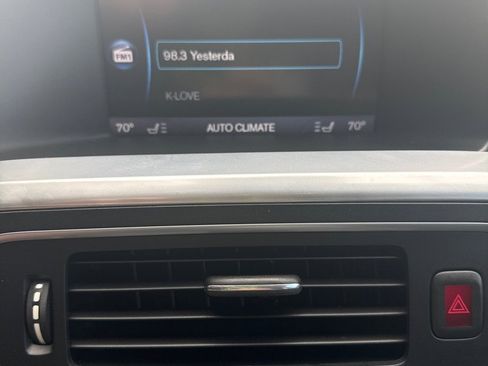 98.3 Yesterda
FM1
K-LOVE
70° AUTO CLIMATE 70°